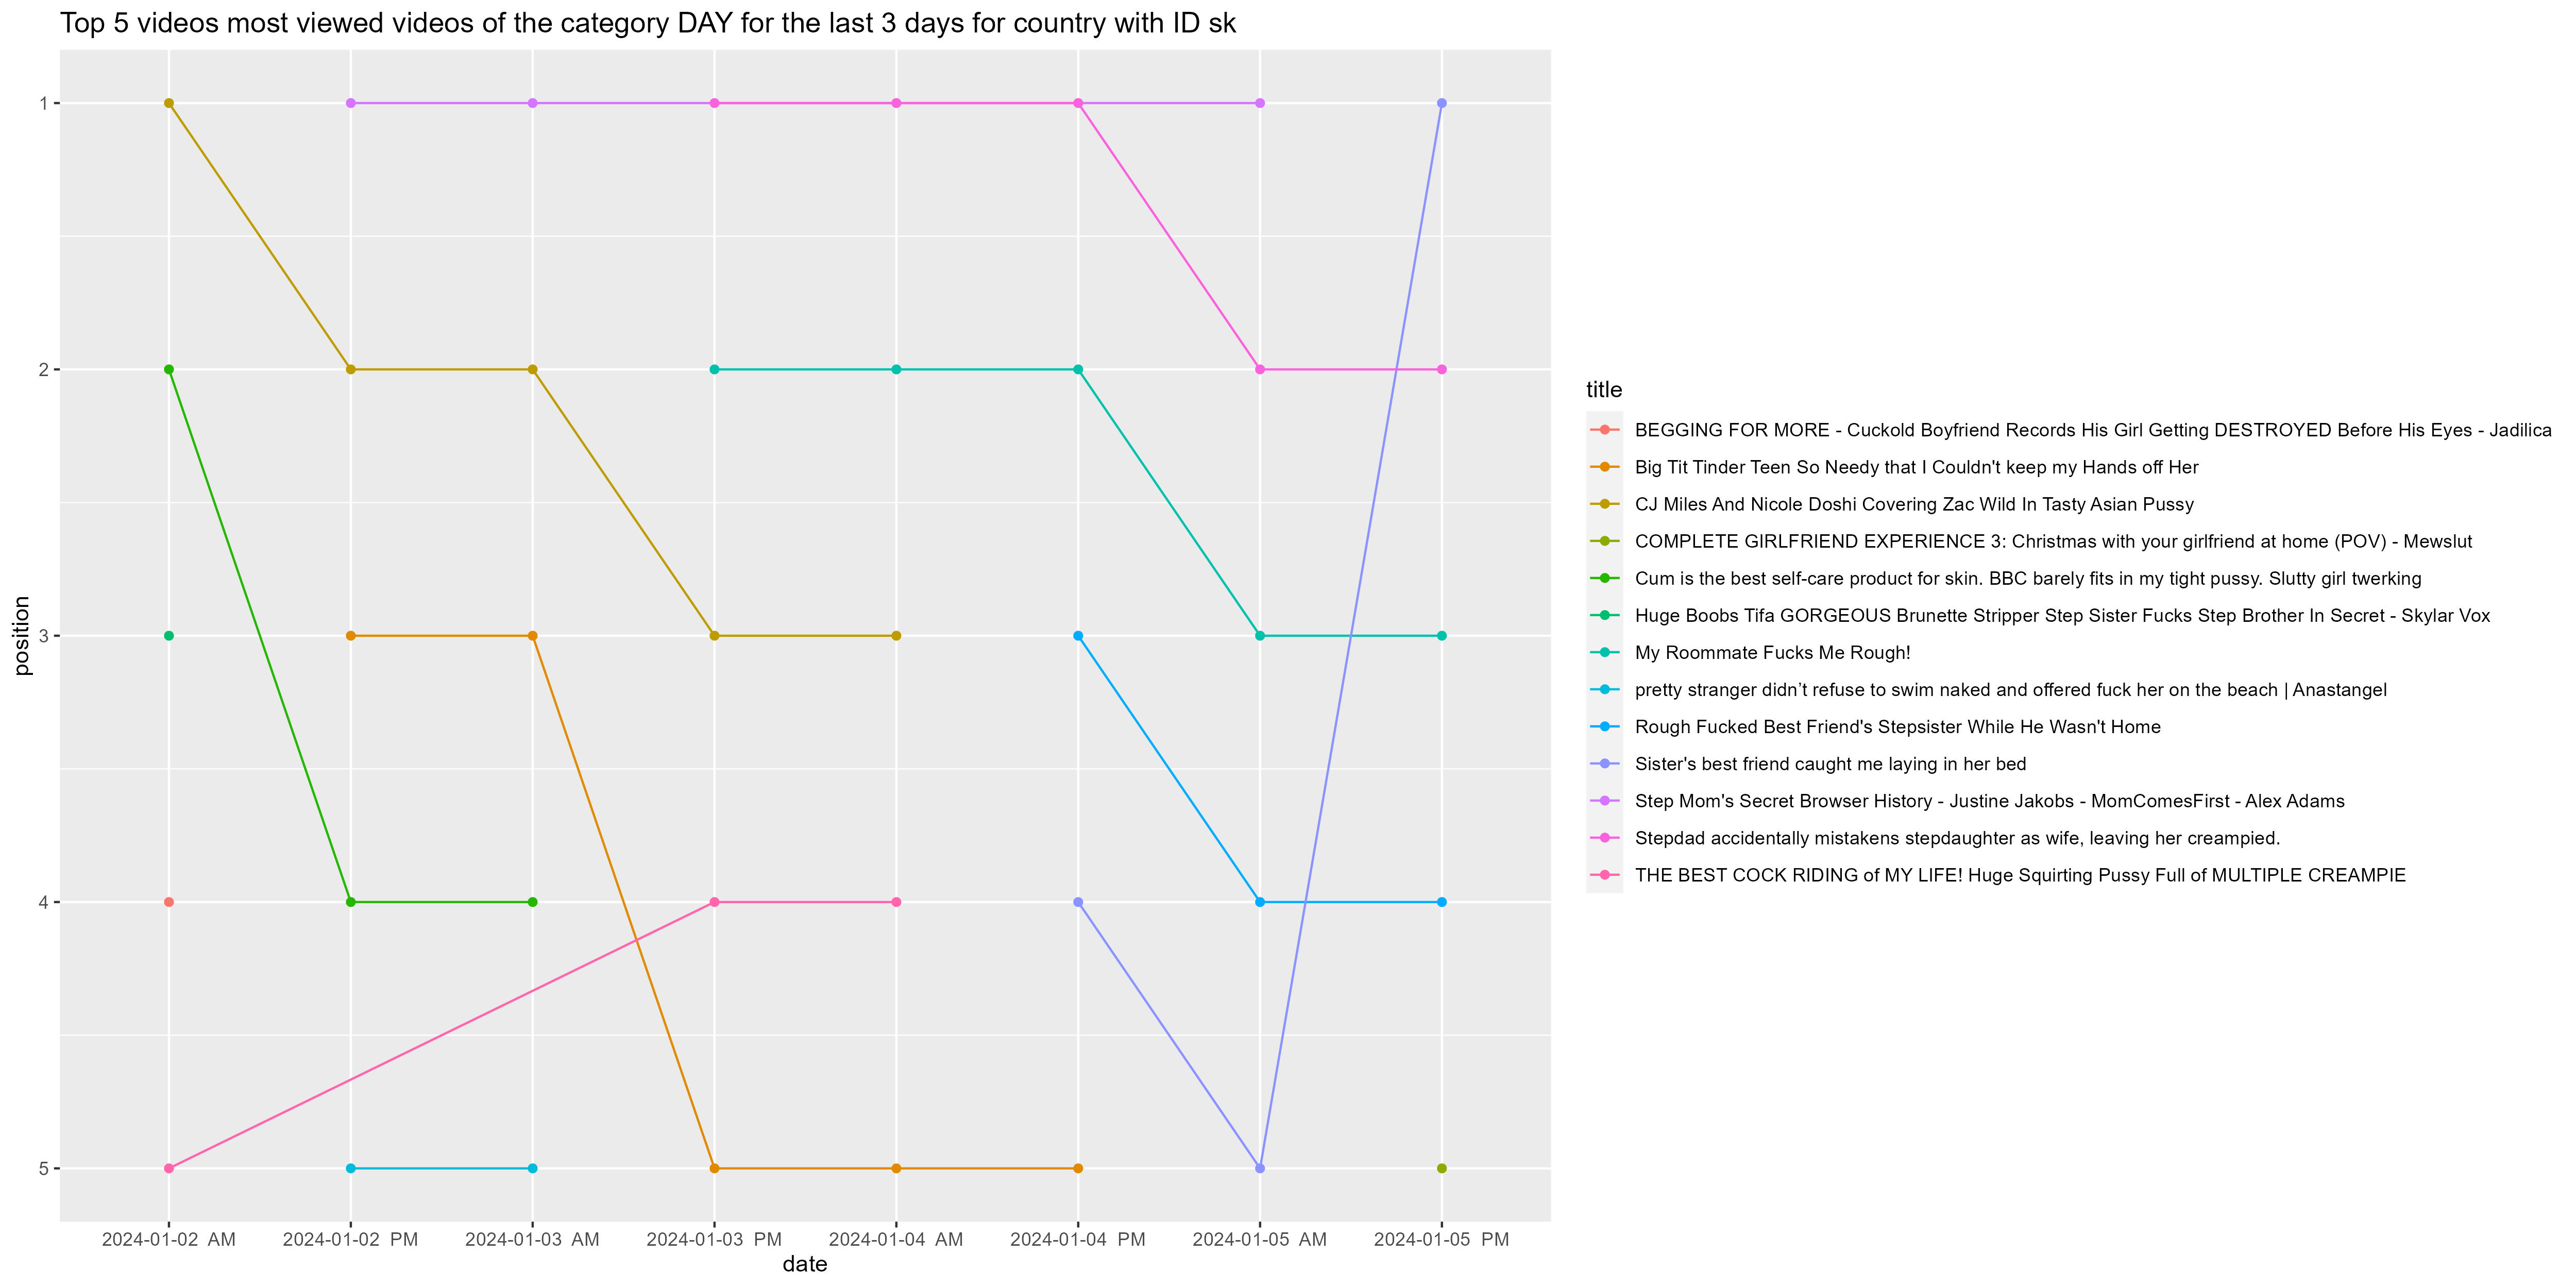 Top 5 videos most viewed videos of the category DAY for the last 3 days for country with ID sk
position
1
2
3
4
5
2024-01-02 AM
2024-01-02 PM
2024-01-03 AM
2024-01-03 PM
2024-01-04 AM
2024-01-04 PM
2024-01-05 AM
2024-01-05 PM
date
title
BEGGING FOR MORE - Cuckold Boyfriend Records His Girl Getting DESTROYED Before His Eyes - Jadilica
Big Tit Tinder Teen So Needy that I Couldn't keep my Hands off Her
CJ Miles And Nicole Doshi Covering Zac Wild In Tasty Asian Pussy
COMPLETE GIRLFRIEND EXPERIENCE 3: Christmas with your girlfriend at home (POV) - Mewslut
Cum is the best self-care product for skin. BBC barely fits in my tight pussy. Slutty girl twerking
Huge Boobs Tifa GORGEOUS Brunette Stripper Step Sister Fucks Step Brother In Secret - Skylar Vox
My Roommate Fucks Me Rough!
pretty stranger didn’t refuse to swim naked and offered fuck her on the beach | Anastangel
Rough Fucked Best Friend's Stepsister While He Wasn't Home
Sister's best friend caught me laying in her bed
Step Mom's Secret Browser History - Justine Jakobs - MomComesFirst - Alex Adams
Stepdad accidentally mistakens stepdaughter as wife, leaving her creampied.
THE BEST COCK RIDING of MY LIFE! Huge Squirting Pussy Full of MULTIPLE CREAMPIE